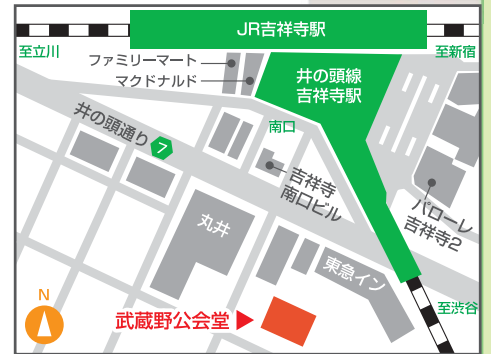 JR吉祥寺駅
至立川
至新宿
ファミリーマート
マクドナルド
井の頭線
吉祥寺駅
井の頭通り
7
南口
吉祥寺
南口ビル
パローレ
吉祥寺2
丸井
東急イン
至渋谷
N
武蔵野公会堂